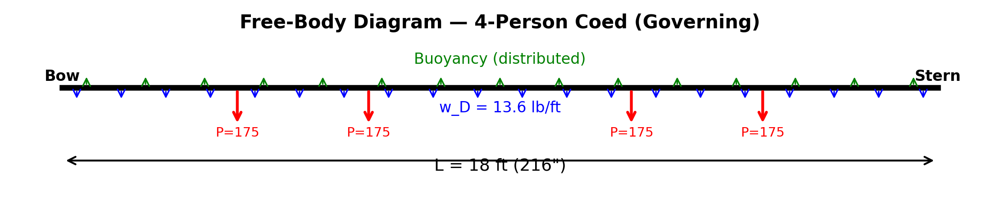 Free-Body Diagram — 4-Person Coed (Governing)
Buoyancy (distributed)
Bow
Stern
w_D = 13.6 lb/ft
P=175
P=175
P=175
P=175
L = 18 ft (216")